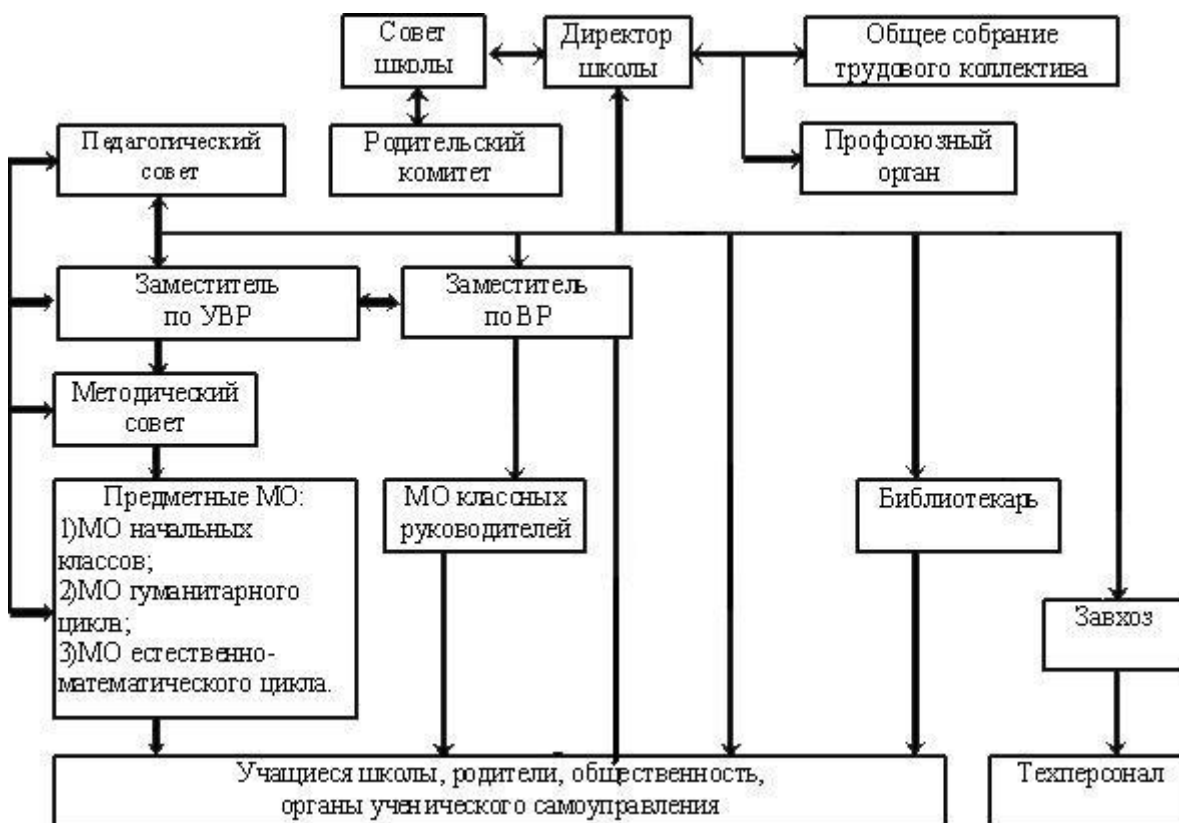 Совет
школы
Директор
школы
Общее собрание
трудового коллектива
Педагогический
совет
Родительский
комитет
Профсоюзный
орган
Заместитель
по УВР
Заместитель
по ВР
Методический
совет
Предметные МО:
1)МО начальных
классов;
2)МО гуманитарного
цикла;
3)МО естественно-
математического цикла.
МО классных
руководителей
Библиотекарь
Завхоз
Учащиеся школы, родители, общественность,
органы ученического самоуправления
Техперсонал